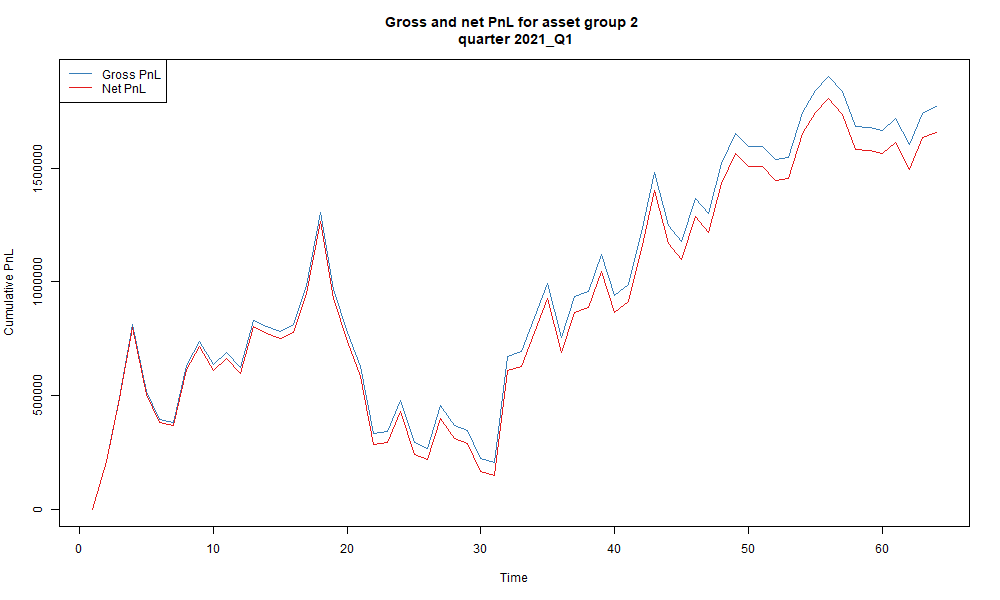 Gross and net PnL for asset group 2
quarter 2021_Q1
Gross PnL
Net PnL
Cumulative PnL
1500000
1000000
500000
0
0 10 20 30 40 50 60
Time